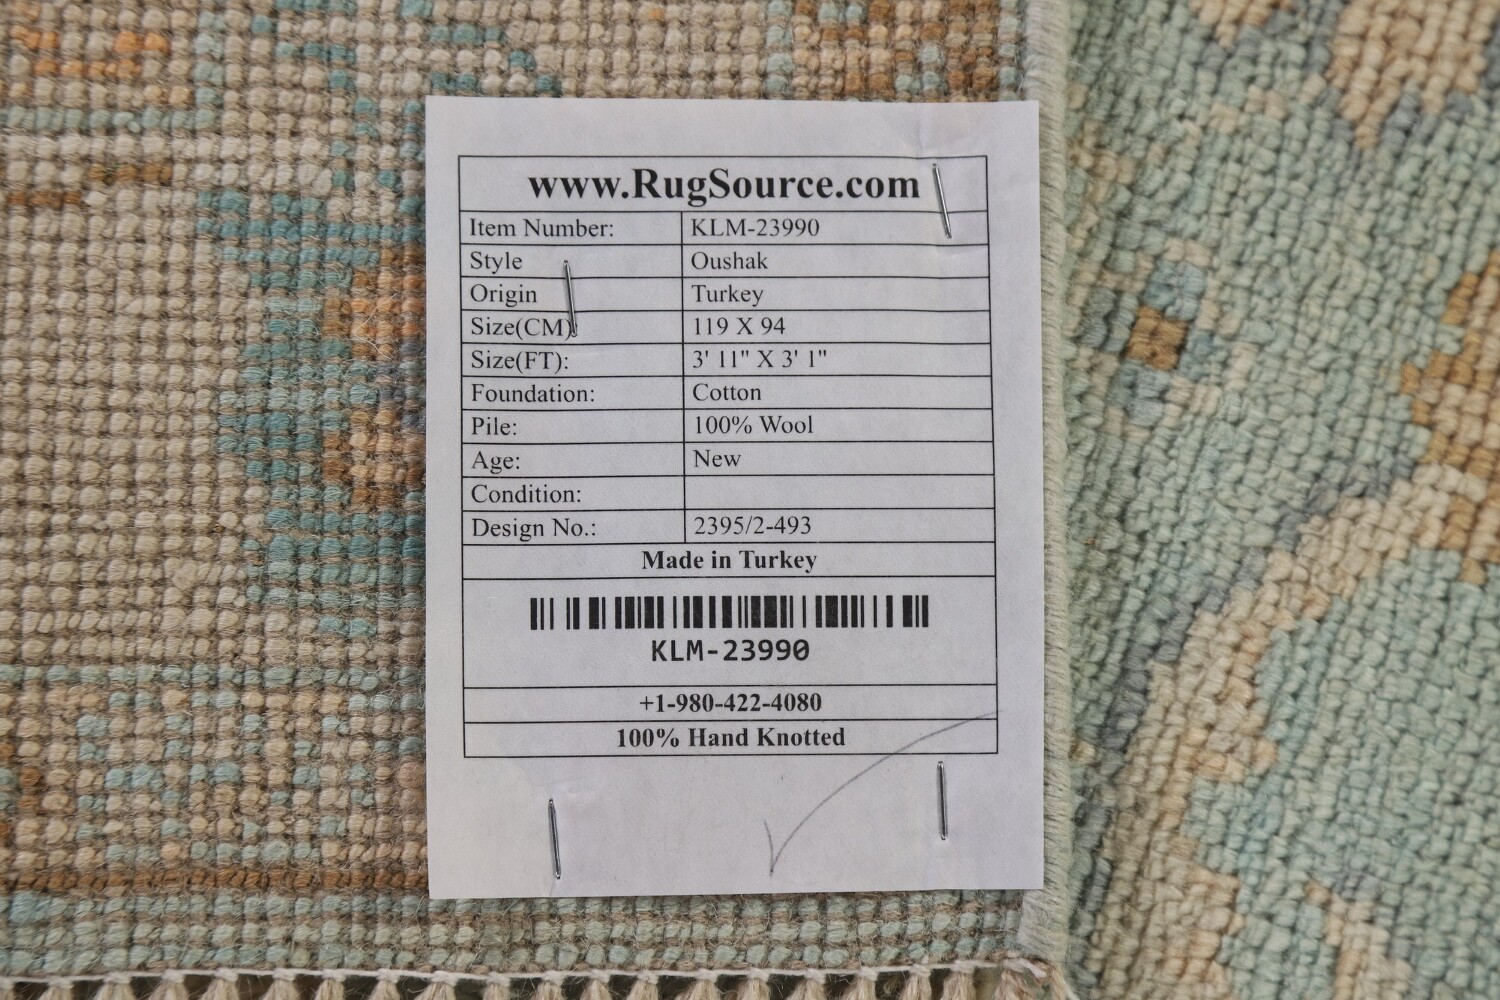 www.RugSource.com
Item Number: KLM-23990
Style Oushak
Origin Turkey
Size(CM) 119 X 94
Size(FT): 3' 11" X 3' 1"
Foundation: Cotton
Pile: 100% Wool
Age: New
Condition:
Design No.: 2395/2-493
Made in Turkey
KLM-23990
+1-980-422-4080
100% Hand Knotted